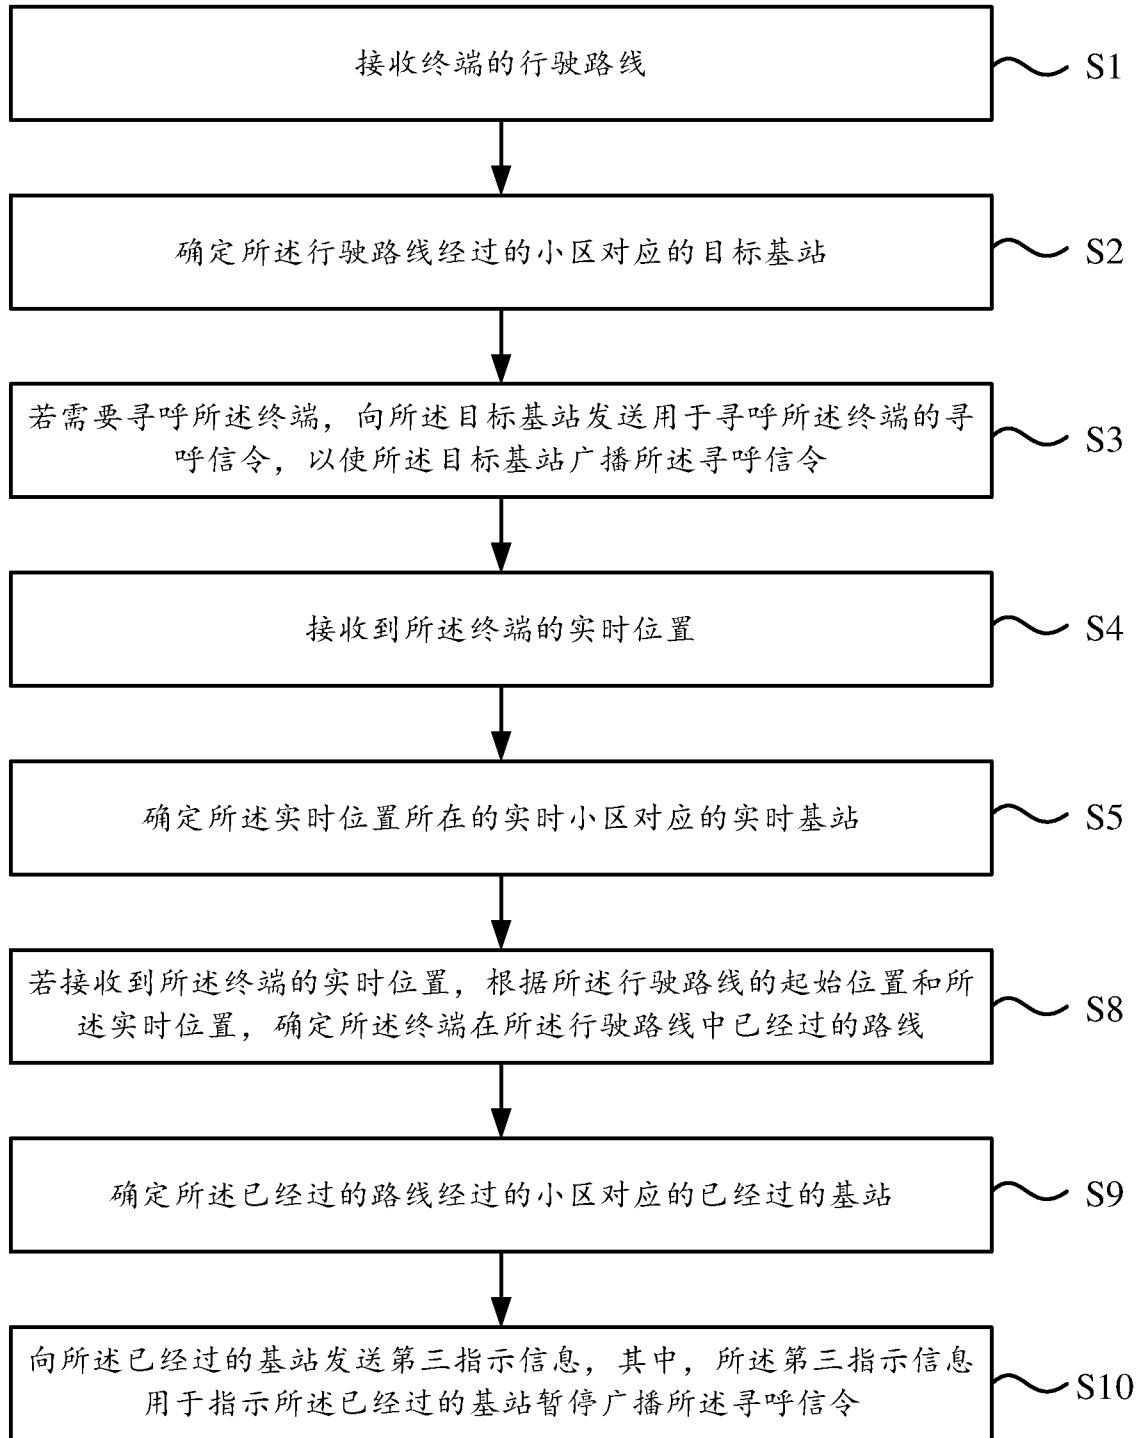 接收终端的行驶路线
S1
确定所述行驶路线经过的小区对应的目标基站
S2
若需要寻呼所述终端，向所述目标基站发送用于寻呼所述终端的寻
呼信令，以使所述目标基站广播所述寻呼信令
S3
接收到所述终端的实时位置
S4
确定所述实时位置所在的实时小区对应的实时基站
S5
若接收到所述终端的实时位置，根据所述行驶路线的起始位置和所
述实时位置，确定所述终端在所述行驶路线中已经过的路线
S8
确定所述已经过的路线经过的小区对应的已经过的基站
S9
向所述已经过的基站发送第三指示信息，其中，所述第三指示信息
用于指示所述已经过的基站暂停广播所述寻呼信令
S10